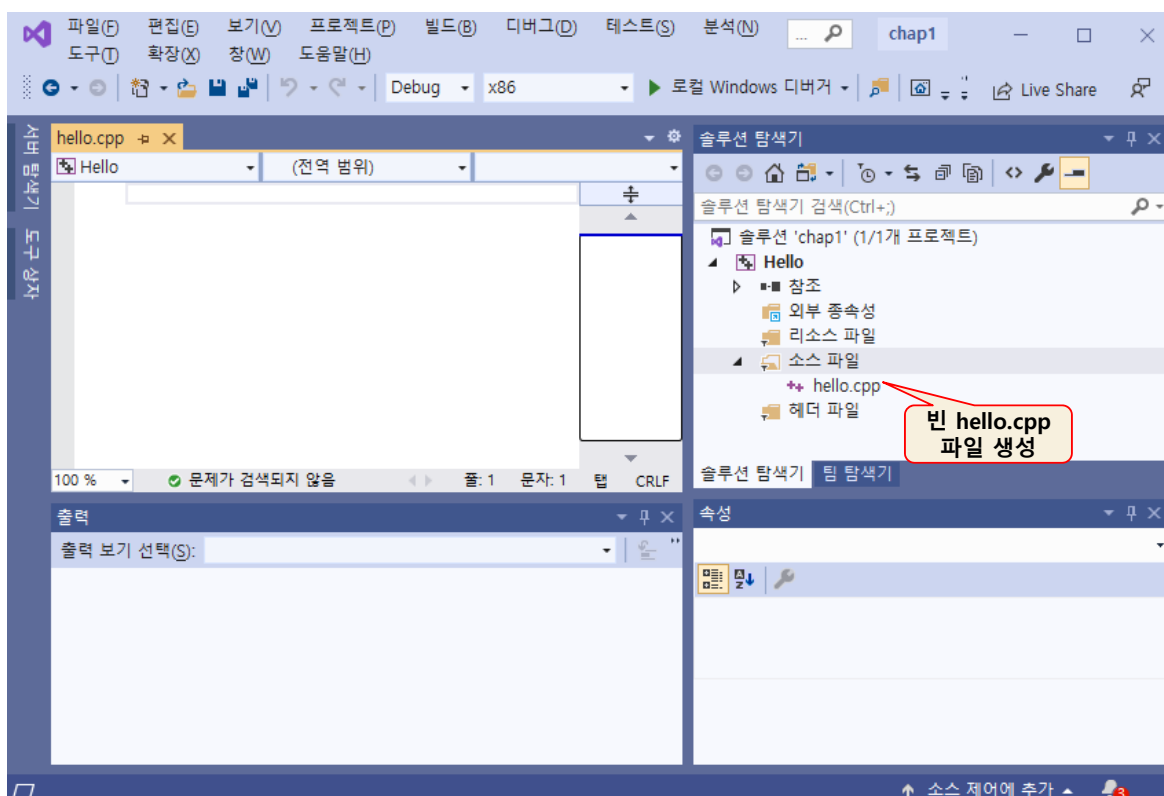 파일(F) 편집(E) 보기(V) 프로젝트(P) 빌드(B) 디버그(D) 테스트(S) 분석(N) ... chap1
도구(T) 확장(X) 창(W) 도움말(H)
Debug x86 로컬 Windows 디버거 Live Share
서버 탐색기
도구 상자
hello.cpp
Hello (전역 범위)
100 % 문제가 검색되지 않음 줄: 1 문자: 1 탭 CRLF
솔루션 탐색기
솔루션 탐색기 검색(Ctrl+;)
솔루션 'chap1' (1/1개 프로젝트)
Hello
참조
외부 종속성
리소스 파일
소스 파일
hello.cpp
헤더 파일
빈 hello.cpp
파일 생성
솔루션 탐색기 팀 탐색기
출력
출력 보기 선택(S):
속성
소스 제어에 추가 3